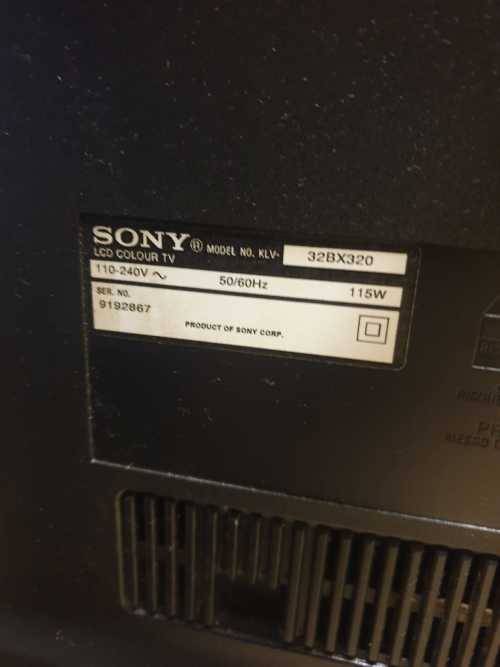 SONY® MODEL NO. KLV- 32BX320
LCD COLOUR TV
110-240V ~ 50/60Hz 115W
SER. NO.
9192867
PRODUCT OF SONY CORP.